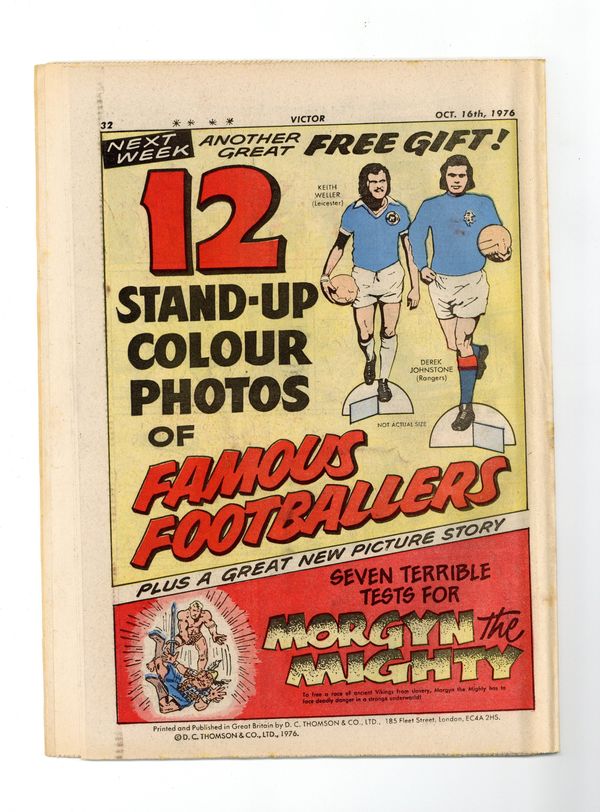 32 **** VICTOR OCT. 16th, 1976
NEXT WEEK ANOTHER GREAT FREE GIFT!
12
STAND-UP
COLOUR
PHOTOS
OF
FAMOUS
FOOTBALLERS
KEITH
WELLER
(Leicester)
DEREK
JOHNSTONE
(Rangers)
NOT ACTUAL SIZE
PLUS A GREAT NEW PICTURE STORY
SEVEN TERRIBLE
TESTS FOR
MORGYN the
MIGHTY
To free a race of ancient Vikings from slavery, Morgyn the Mighty has to
face deadly danger in a strange underworld!
Printed and Published in Great Britain by D. C. THOMSON & CO., LTD., 185 Fleet Street, London, EC4A 2HS.
© D. C. THOMSON & CO., LTD., 1976.